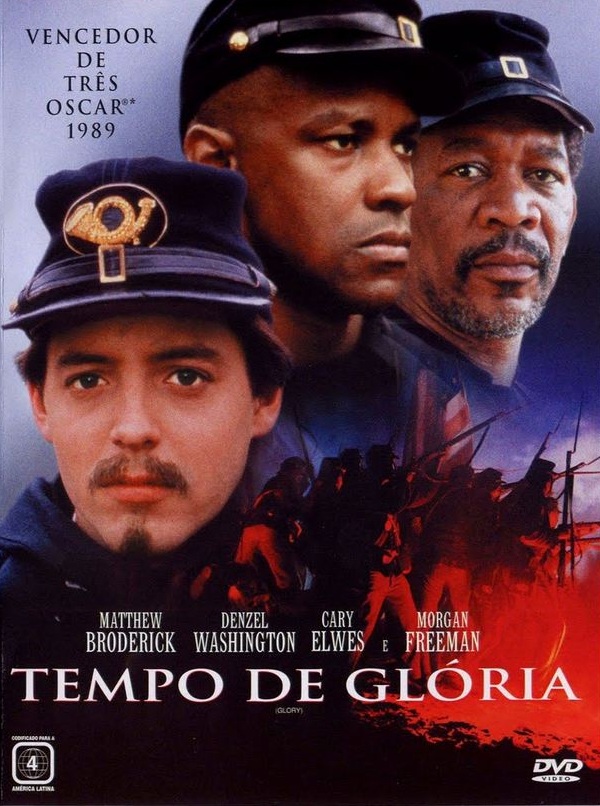 VENCEDOR
DE
TRÊS
OSCAR®*
1989
MATTHEW BRODERICK
DENZEL WASHINGTON
CARY ELWES
E
MORGAN FREEMAN
TEMPO DE GLÓRIA
(GLORY)
CODIFICADO PARA A
4
AMÉRICA LATINA
DVD
VIDEO